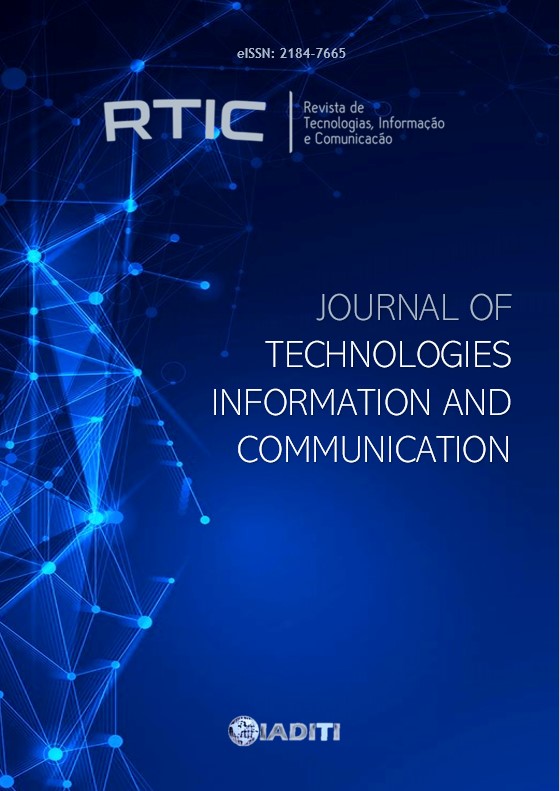 eISSN: 2184-7665
RTIC
Revista de
Tecnologias, Informação
e Comunicacão
JOURNAL OF
TECHNOLOGIES
INFORMATION AND
COMMUNICATION
IADITI